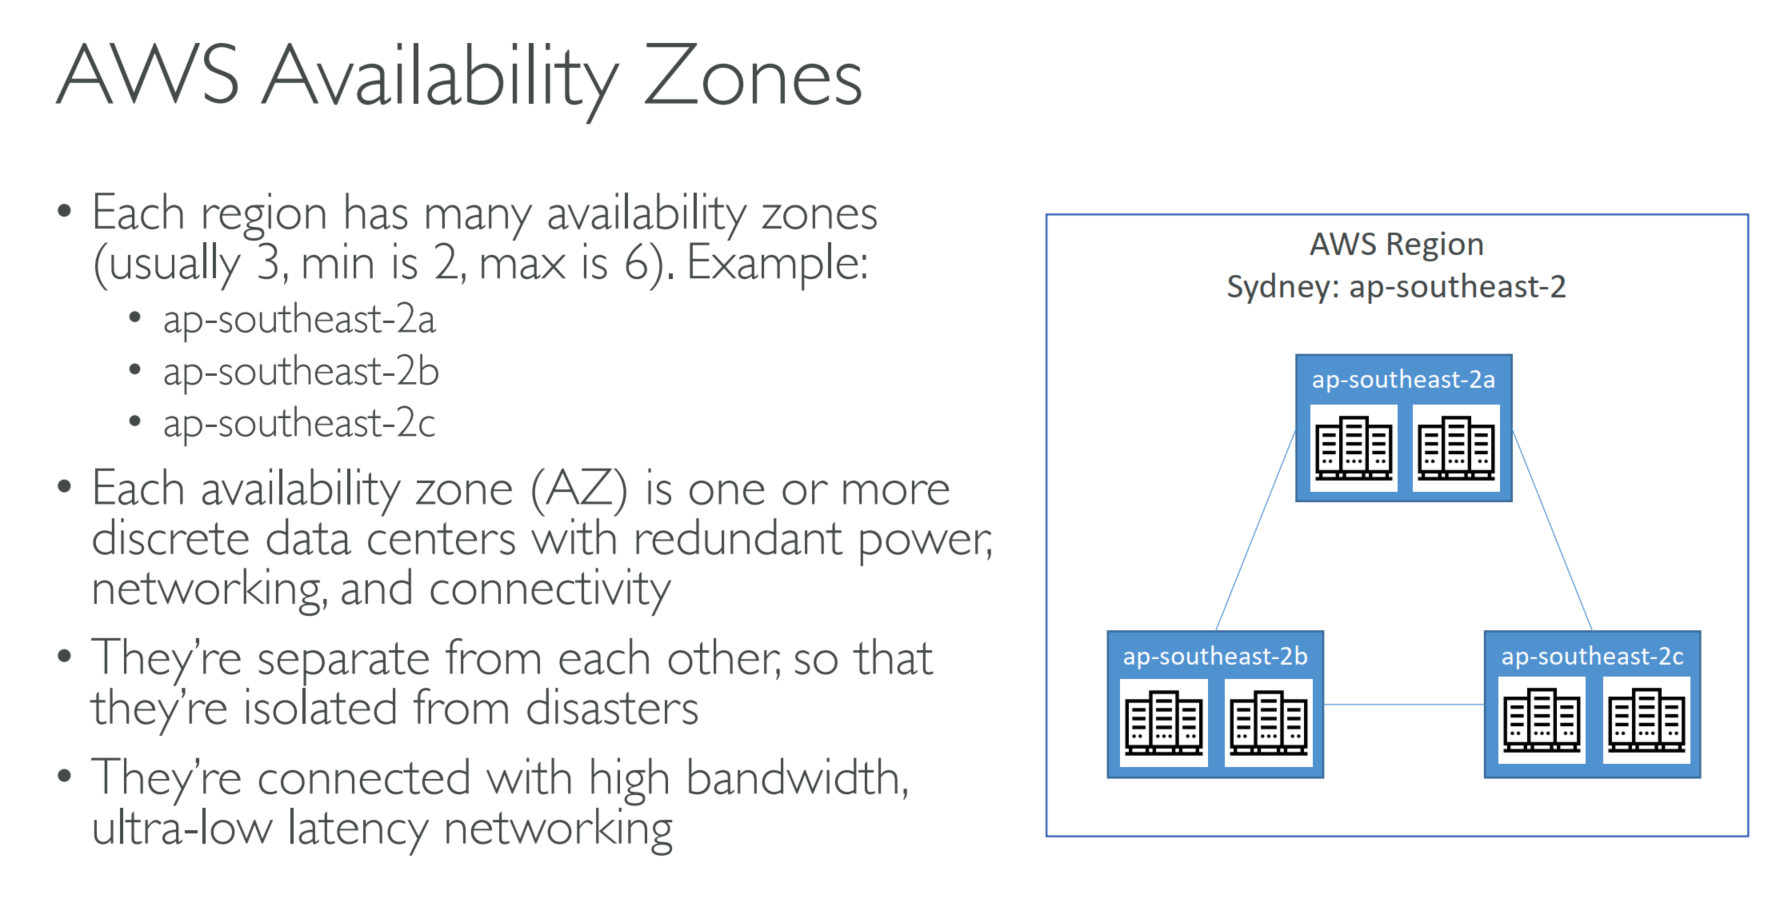 AWS Availability Zones
• Each region has many availability zones
(usually 3, min is 2, max is 6). Example:
• ap-southeast-2a
• ap-southeast-2b
• ap-southeast-2c
• Each availability zone (AZ) is one or more
discrete data centers with redundant power,
networking, and connectivity
• They’re separate from each other, so that
they’re isolated from disasters
• They’re connected with high bandwidth,
ultra-low latency networking
AWS Region
Sydney: ap-southeast-2
ap-southeast-2a
ap-southeast-2b
ap-southeast-2c